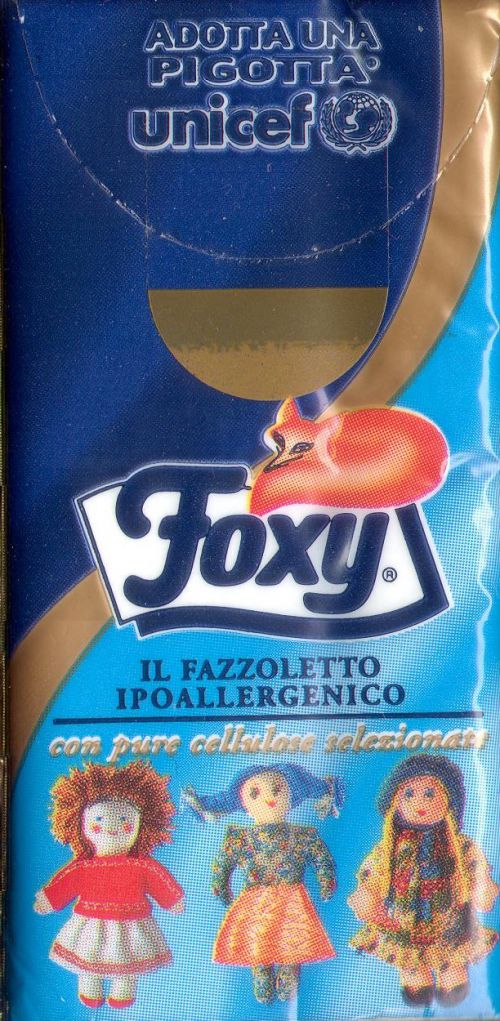 ADOTTA UNA
PIGOTTA®
unicef
Foxy®
IL FAZZOLETTO
IPOALLERGENICO
con pure cellulose selezionate